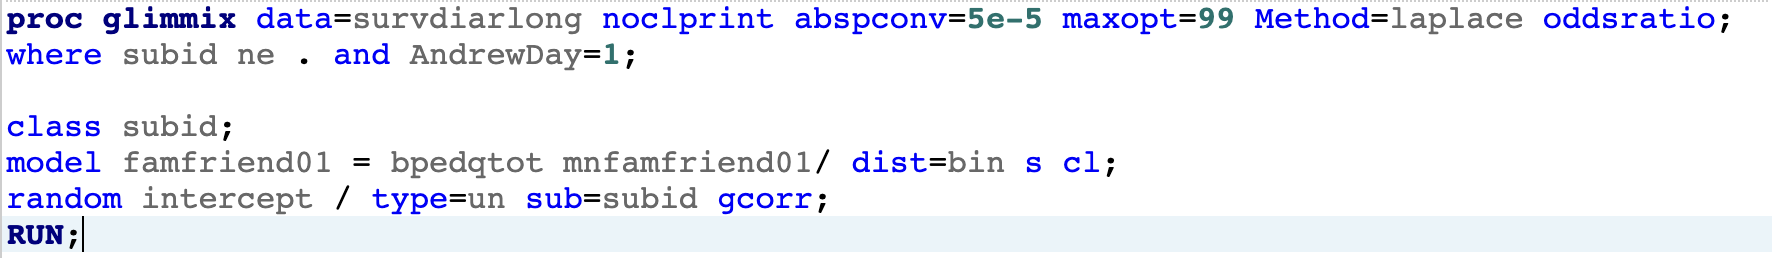 proc glimmix data=survdiarlong noclprint abspconv=5e-5 maxopt=99 Method=laplace oddsratio;
where subid ne . and AndrewDay=1;
class subid;
model famfriend01 = bpedqtot mnfamfriend01/ dist=bin s cl;
random intercept / type=un sub=subid gcorr;
RUN;